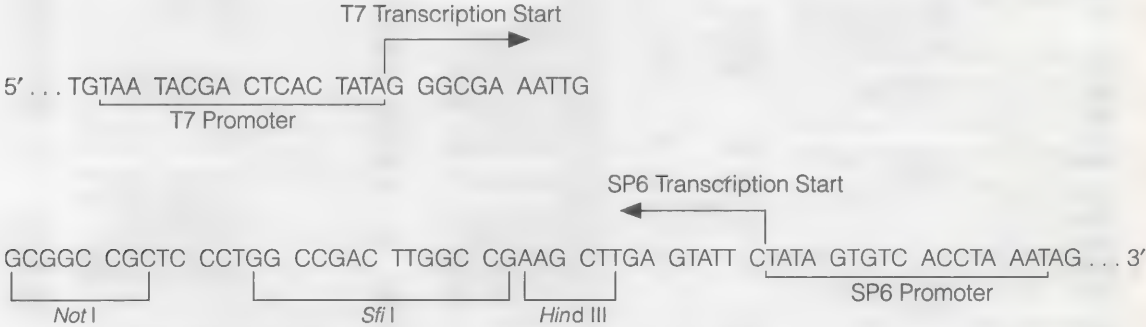 T7 Transcription Start
5′ . . . TGTAA TACGA CTCAC TATAG GGCGA AATTG
T7 Promoter
SP6 Transcription Start
GCGGC CGCTC CCTGG CCGAC TTGGC CGAAG CTTGA GTATT CTATA GTGTC ACCTA AATAG . . . 3′
Not I Sfi I Hind III SP6 Promoter